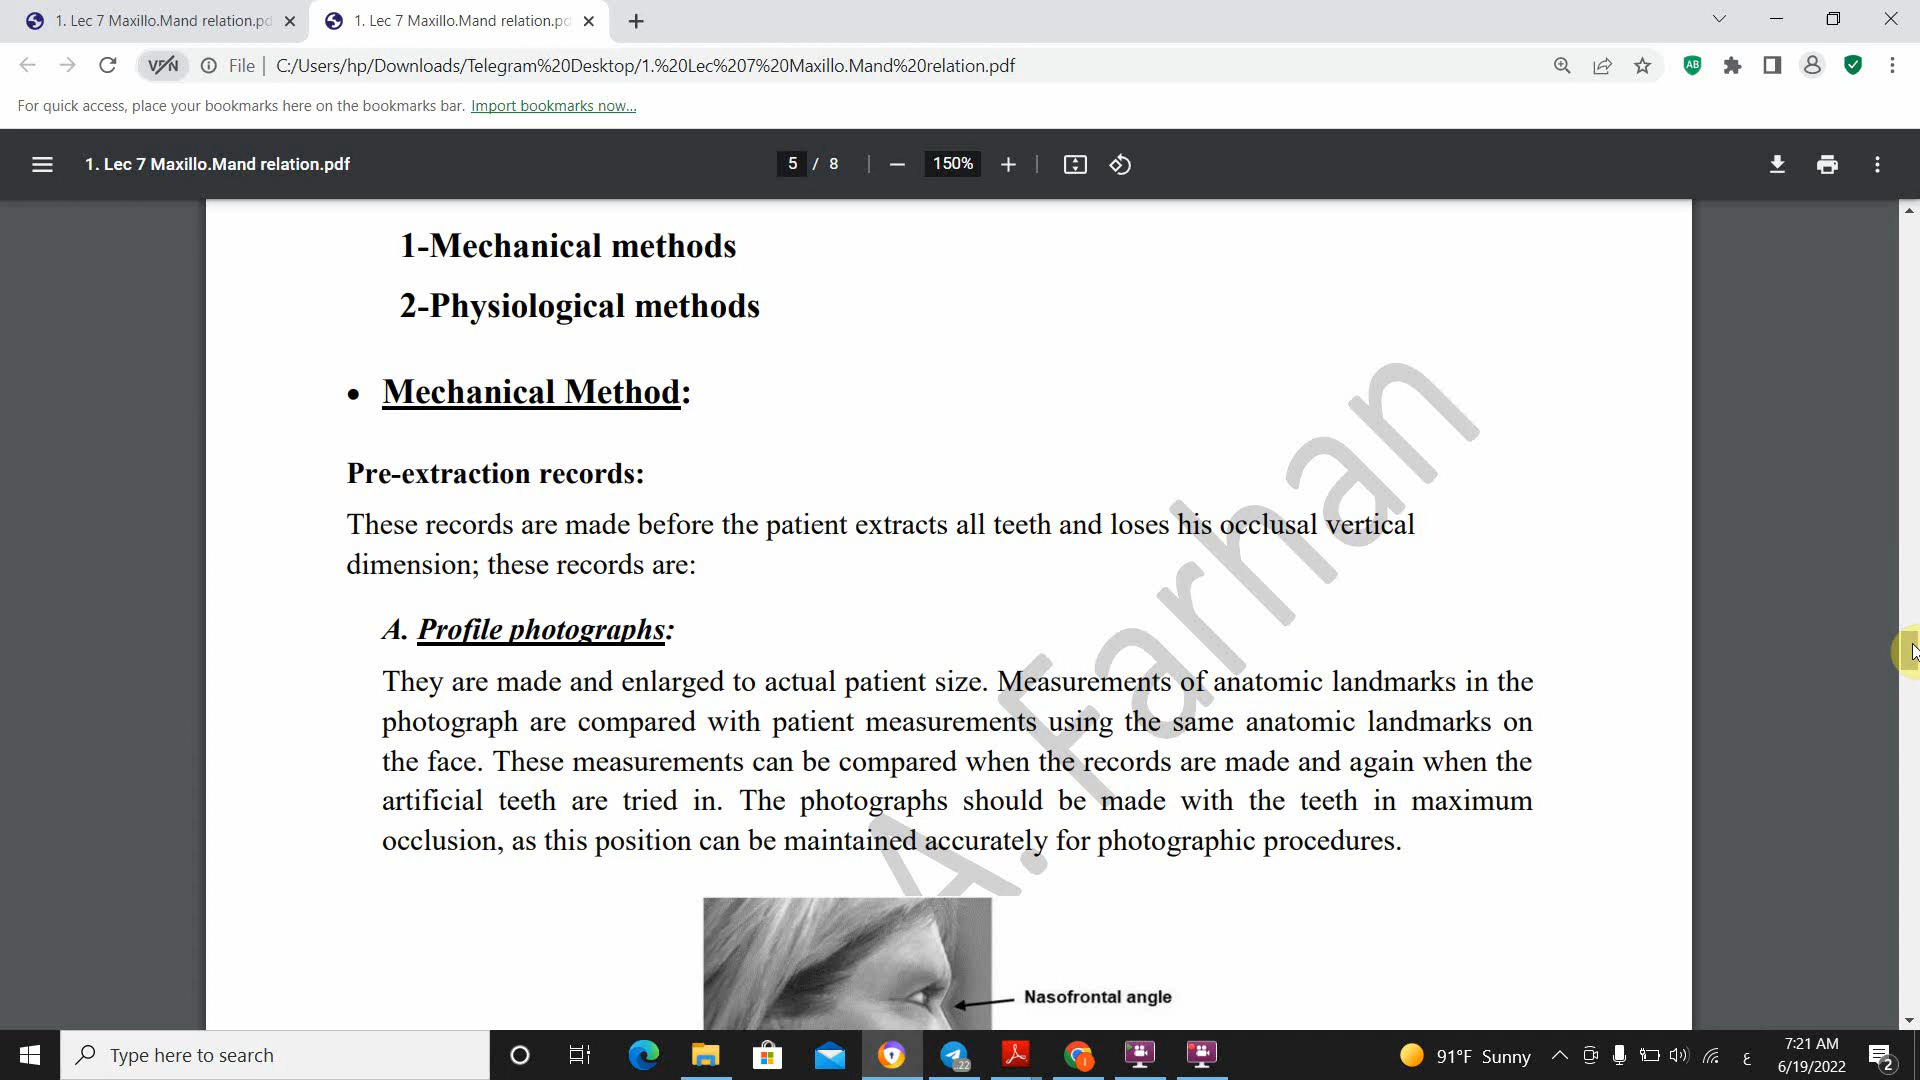 1. Lec 7 Maxillo.Mand relation.pd
1. Lec 7 Maxillo.Mand relation.pd
VPN
File
C:/Users/hp/Downloads/Telegram%20Desktop/1.%20Lec%207%20Maxillo.Mand%20relation.pdf
AB
For quick access, place your bookmarks here on the bookmarks bar. Import bookmarks now...
1. Lec 7 Maxillo.Mand relation.pdf
5 / 8
150%
1-Mechanical methods
2-Physiological methods
• Mechanical Method:
Pre-extraction records:
These records are made before the patient extracts all teeth and loses his occlusal vertical
dimension; these records are:
A. Profile photographs:
They are made and enlarged to actual patient size. Measurements of anatomic landmarks in the
photograph are compared with patient measurements using the same anatomic landmarks on
the face. These measurements can be compared when the records are made and again when the
artificial teeth are tried in. The photographs should be made with the teeth in maximum
occlusion, as this position can be maintained accurately for photographic procedures.
A. Farhan
Nasofrontal angle
Type here to search
22
91°F Sunny
ع
7:21 AM
6/19/2022
2